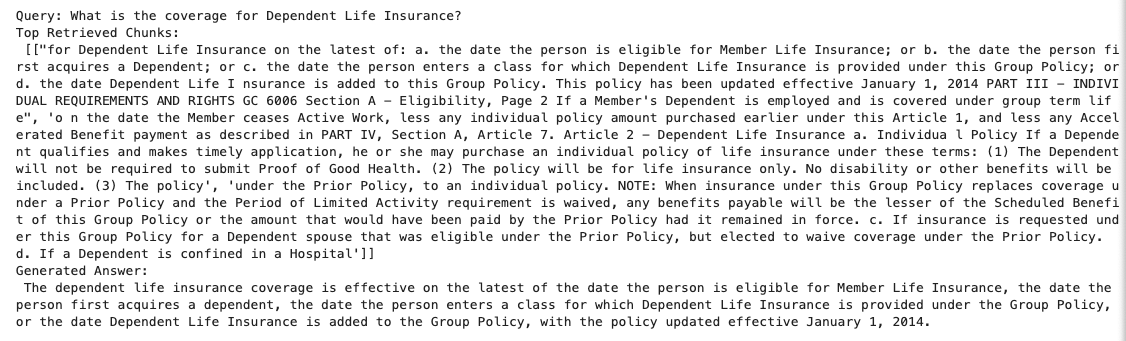 Query: What is the coverage for Dependent Life Insurance?
Top Retrieved Chunks:
[["for Dependent Life Insurance on the latest of: a. the date the person is eligible for Member Life Insurance; or b. the date the person fi
rst acquires a Dependent; or c. the date the person enters a class for which Dependent Life Insurance is provided under this Group Policy; or
d. the date Dependent Life I nsurance is added to this Group Policy. This policy has been updated effective January 1, 2014 PART III - INDIVI
DUAL REQUIREMENTS AND RIGHTS GC 6006 Section A - Eligibility, Page 2 If a Member's Dependent is employed and is covered under group term lif
e", 'o n the date the Member ceases Active Work, less any individual policy amount purchased earlier under this Article 1, and less any Accel
erated Benefit payment as described in PART IV, Section A, Article 7. Article 2 - Dependent Life Insurance a. Individua l Policy If a Depende
nt qualifies and makes timely application, he or she may purchase an individual policy of life insurance under these terms: (1) The Dependent
will not be required to submit Proof of Good Health. (2) The policy will be for life insurance only. No disability or other benefits will be
included. (3) The policy', 'under the Prior Policy, to an individual policy. NOTE: When insurance under this Group Policy replaces coverage u
nder a Prior Policy and the Period of Limited Activity requirement is waived, any benefits payable will be the lesser of the Scheduled Benefi
t of this Group Policy or the amount that would have been paid by the Prior Policy had it remained in force. c. If insurance is requested und
er this Group Policy for a Dependent spouse that was eligible under the Prior Policy, but elected to waive coverage under the Prior Policy.
d. If a Dependent is confined in a Hospital']]
Generated Answer:
The dependent life insurance coverage is effective on the latest of the date the person is eligible for Member Life Insurance, the date the
person first acquires a dependent, the date the person enters a class for which Dependent Life Insurance is provided under the Group Policy,
or the date Dependent Life Insurance is added to the Group Policy, with the policy updated effective January 1, 2014.